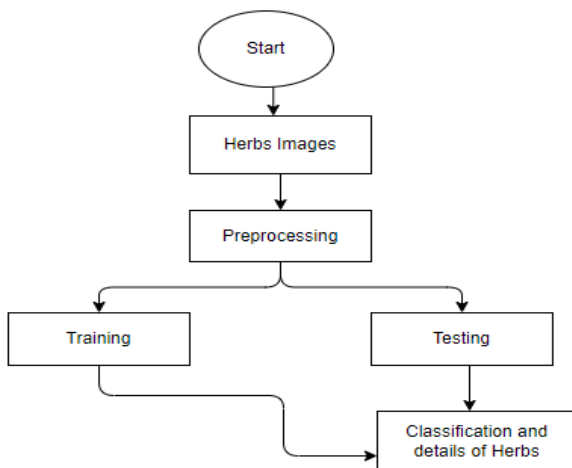 Start
Herbs Images
Preprocessing
Training
Testing
Classification and
details of Herbs